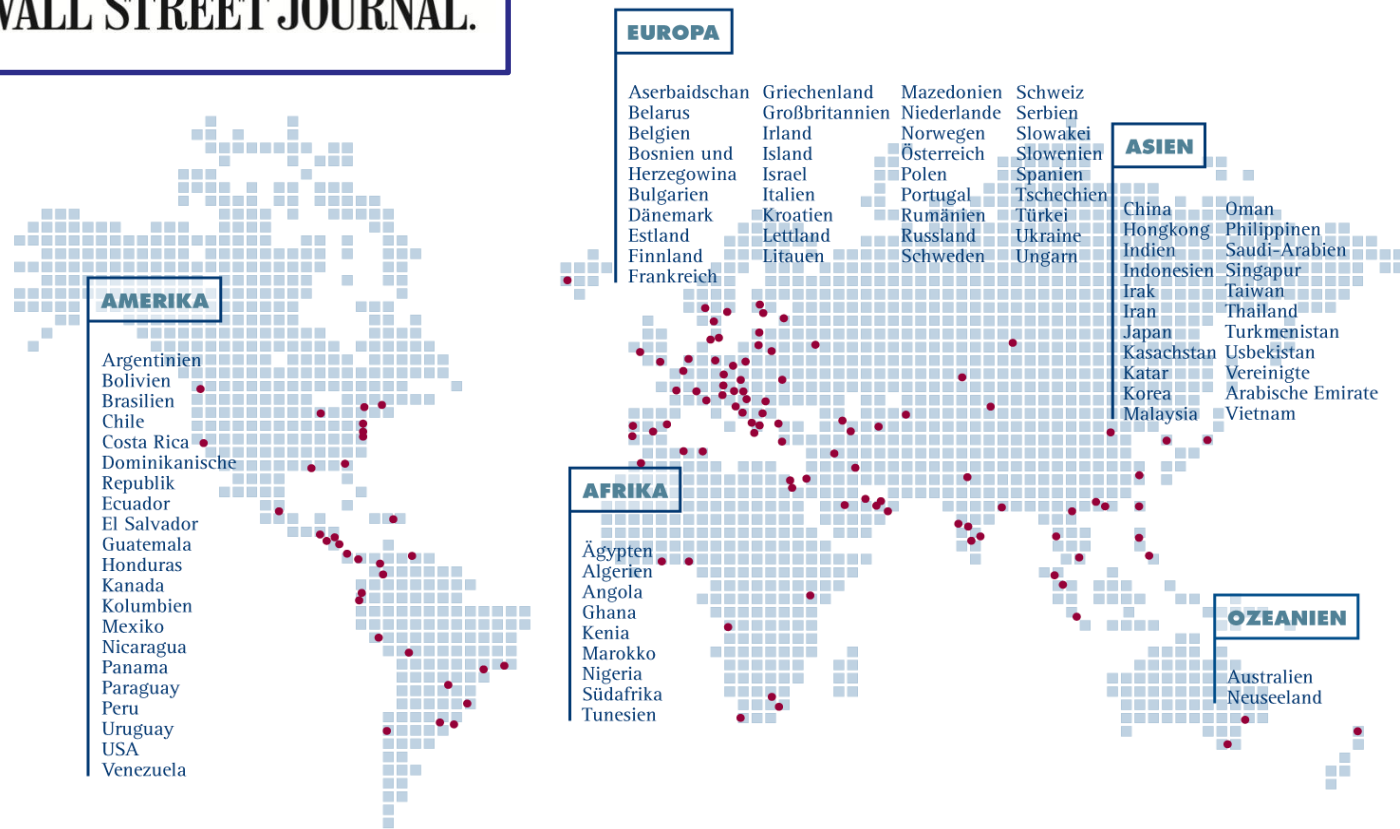 WALL STREET JOURNAL.
EUROPA
Aserbaidschan
Belarus
Belgien
Bosnien und
Herzegowina
Bulgarien
Dänemark
Estland
Finnland
Frankreich
Griechenland
Großbritannien
Irland
Island
Israel
Italien
Kroatien
Lettland
Litauen
Mazedonien
Niederlande
Norwegen
Österreich
Polen
Portugal
Rumänien
Russland
Schweden
Schweiz
Serbien
Slowakei
Slowenien
Spanien
Tschechien
Türkei
Ukraine
Ungarn
ASIEN
China
Hongkong
Indien
Indonesien
Irak
Iran
Japan
Kasachstan
Katar
Korea
Malaysia
Oman
Philippinen
Saudi-Arabien
Singapur
Taiwan
Thailand
Turkmenistan
Usbekistan
Vereinigte
Arabische Emirate
Vietnam
AMERIKA
Argentinien
Bolivien
Brasilien
Chile
Costa Rica
Dominikanische
Republik
Ecuador
El Salvador
Guatemala
Honduras
Kanada
Kolumbien
Mexiko
Nicaragua
Panama
Paraguay
Peru
Uruguay
USA
Venezuela
AFRIKA
Ägypten
Algerien
Angola
Ghana
Kenia
Marokko
Nigeria
Südafrika
Tunesien
OZEANIEN
Australien
Neuseeland